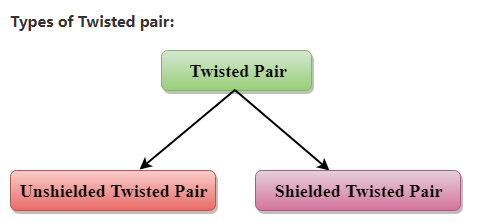 Types of Twisted pair:
Twisted Pair
Unshielded Twisted Pair
Shielded Twisted Pair